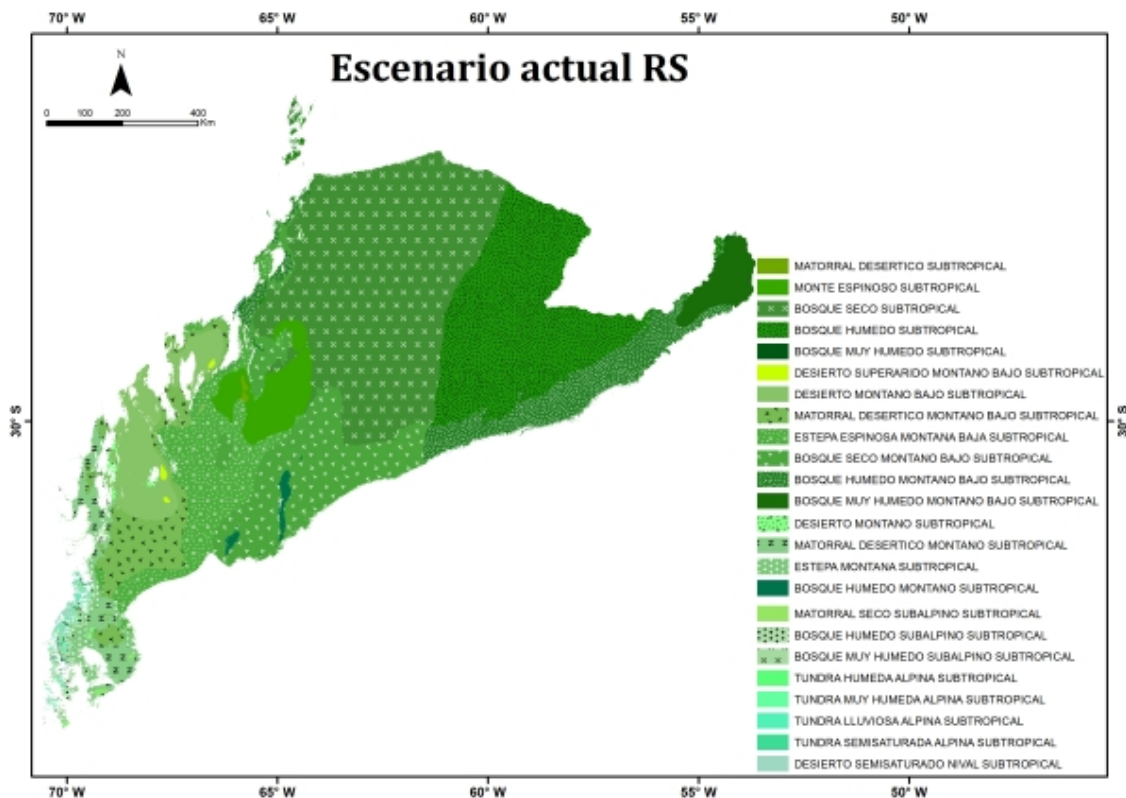 70° W 65° W 60° W 55° W 50° W
Escenario actual RS
N
0 100 200 400
Km
MATORRAL DESERTICO SUBTROPICAL
MONTE ESPINOSO SUBTROPICAL
BOSQUE SECO SUBTROPICAL
BOSQUE HUMEDO SUBTROPICAL
BOSQUE MUY HUMEDO SUBTROPICAL
DESIERTO SUPERARIDO MONTANO BAJO SUBTROPICAL
DESIERTO MONTANO BAJO SUBTROPICAL
MATORRAL DESERTICO MONTANO BAJO SUBTROPICAL
30° S 30° S
ESTEPA ESPINOSA MONTANA BAJA SUBTROPICAL
BOSQUE SECO MONTANO BAJO SUBTROPICAL
BOSQUE HUMEDO MONTANO BAJO SUBTROPICAL
BOSQUE MUY HUMEDO MONTANO BAJO SUBTROPICAL
DESIERTO MONTANO SUBTROPICAL
MATORRAL DESERTICO MONTANO SUBTROPICAL
ESTEPA MONTANA SUBTROPICAL
BOSQUE HUMEDO MONTANO SUBTROPICAL
MATORRAL SECO SUBALPINO SUBTROPICAL
BOSQUE HUMEDO SUBALPINO SUBTROPICAL
BOSQUE MUY HUMEDO SUBALPINO SUBTROPICAL
TUNDRA HUMEDA ALPINA SUBTROPICAL
TUNDRA MUY HUMEDA ALPINA SUBTROPICAL
TUNDRA LLUVIOSA ALPINA SUBTROPICAL
TUNDRA SEMISATURADA ALPINA SUBTROPICAL
DESIERTO SEMISATURADO NIVAL SUBTROPICAL
70° W 65° W 60° W 55° W 50° W